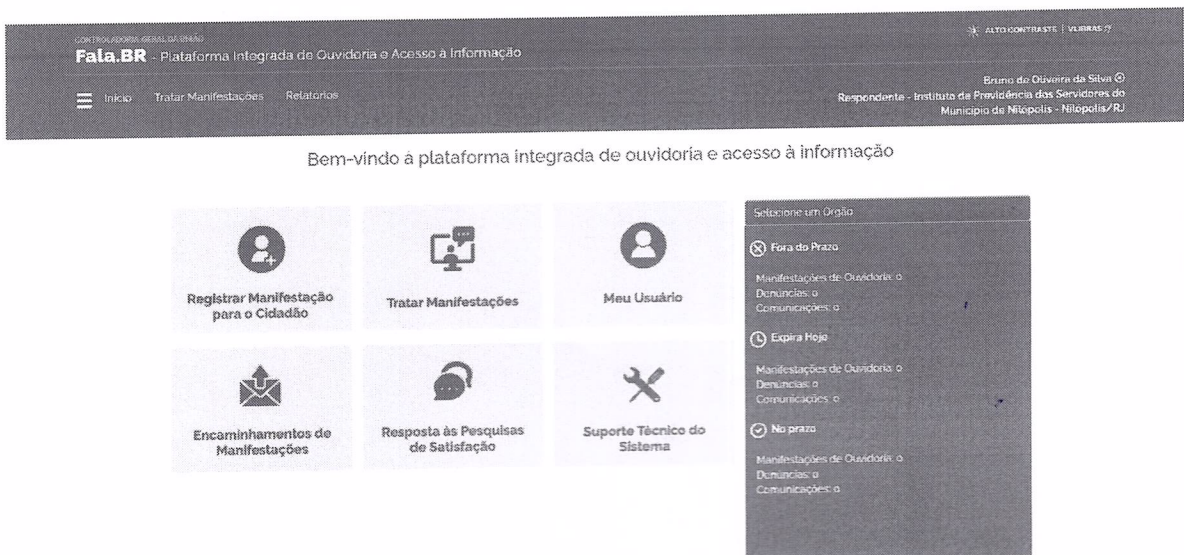 CONTROLADORIA-GERAL DA UNIÃO
Fala.BR - Plataforma Integrada de Ouvidoria e Acesso à Informação
ALTO CONTRASTE | VLIBRAS
Início Tratar Manifestações Relatórios
Bruno de Oliveira da Silva
Respondente - Instituto de Previdência dos Servidores do
Município de Nilópolis - Nilópolis/RJ
Bem-vindo à plataforma integrada de ouvidoria e acesso à informação
Registrar Manifestação
para o Cidadão
Tratar Manifestações
Meu Usuário
Encaminhamentos de
Manifestações
Resposta às Pesquisas
de Satisfação
Suporte Técnico do
Sistema
Selecione um Órgão
Fora do Prazo
Manifestações de Ouvidoria: 0
Denúncias: 0
Comunicações: 0
Expira Hoje
Manifestações de Ouvidoria: 0
Denúncias: 0
Comunicações: 0
No prazo
Manifestações de Ouvidoria: 0
Denúncias: 0
Comunicações: 0